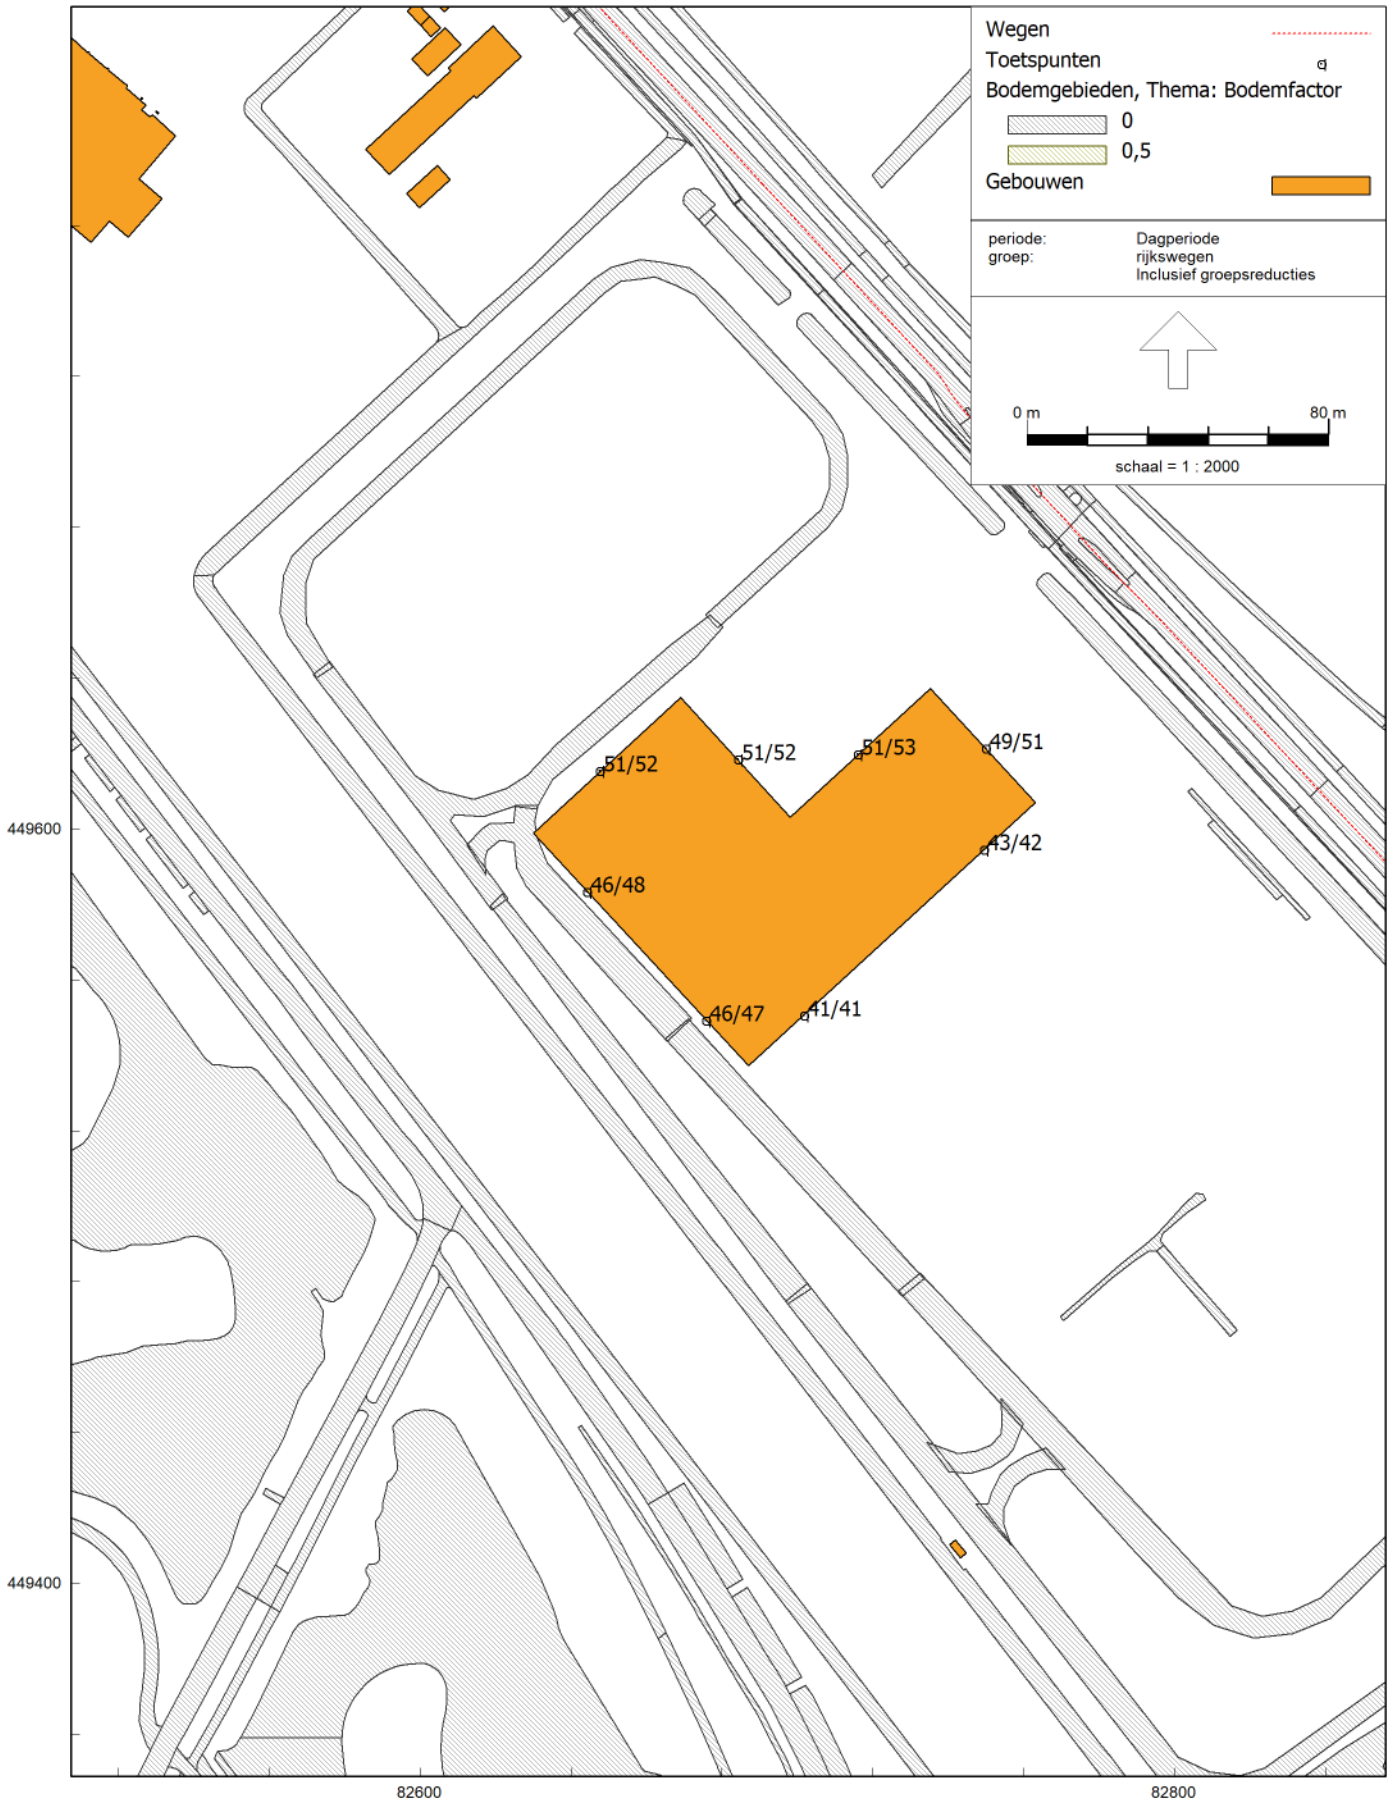 Wegen
Toetspunten
Bodemgebieden, Thema: Bodemfactor
0
0,5
Gebouwen
periode: Dagperiode
groep: rijkswegen
Inclusief groepsreducties
0 m 80 m
schaal = 1 : 2000
51/52
51/52
51/53
49/51
43/42
46/48
46/47
41/41
449600
449400
82600 82800